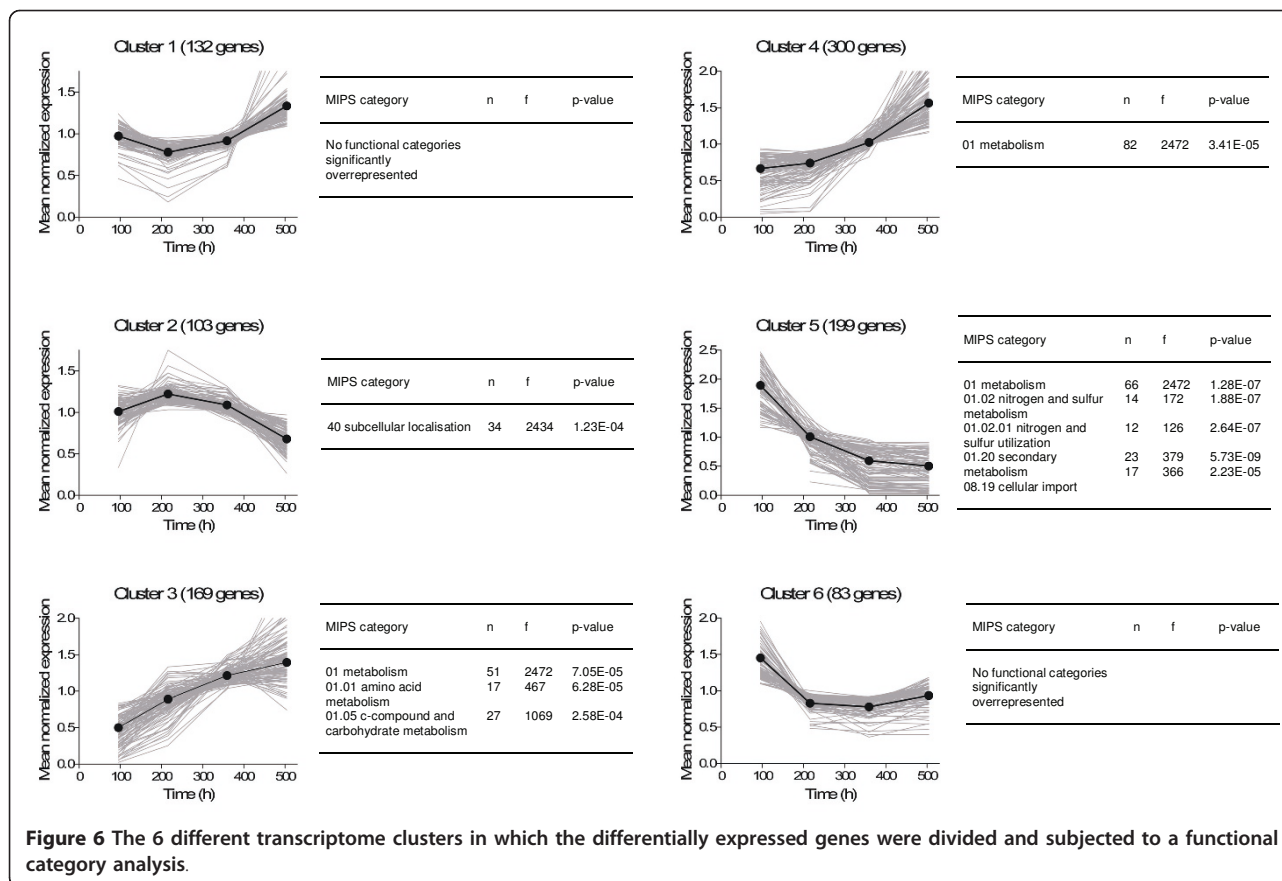 Cluster 1 (132 genes)
Mean normalized expression
1.5
1.0
0.5
0.0
0 100 200 300 400 500
Time (h)
MIPS category n f p-value
No functional categories
significantly
overrepresented
Cluster 4 (300 genes)
Mean normalized expression
2.0
1.5
1.0
0.5
0.0
0 100 200 300 400 500
Time (h)
MIPS category n f p-value
01 metabolism 82 2472 3.41E-05
Cluster 2 (103 genes)
Mean normalized expression
1.5
1.0
0.5
0.0
0 100 200 300 400 500
Time (h)
MIPS category n f p-value
40 subcellular localisation 34 2434 1.23E-04
Cluster 5 (199 genes)
Mean normalized expression
2.5
2.0
1.5
1.0
0.5
0.0
0 100 200 300 400 500
Time (h)
MIPS category n f p-value
01 metabolism 66 2472 1.28E-07
01.02 nitrogen and sulfur 14 172 1.88E-07
metabolism
01.02.01 nitrogen and 12 126 2.64E-07
sulfur utilization
01.20 secondary 23 379 5.73E-09
metabolism 17 366 2.23E-05
08.19 cellular import
Cluster 3 (169 genes)
Mean normalized expression
2.0
1.5
1.0
0.5
0.0
0 100 200 300 400 500
Time (h)
MIPS category n f p-value
01 metabolism 51 2472 7.05E-05
01.01 amino acid 17 467 6.28E-05
metabolism
01.05 c-compound and 27 1069 2.58E-04
carbohydrate metabolism
Cluster 6 (83 genes)
Mean normalized expression
2.0
1.5
1.0
0.5
0.0
0 100 200 300 400 500
Time (h)
MIPS category n f p-value
No functional categories
significantly
overrepresented
Figure 6 The 6 different transcriptome clusters in which the differentially expressed genes were divided and subjected to a functional
category analysis.